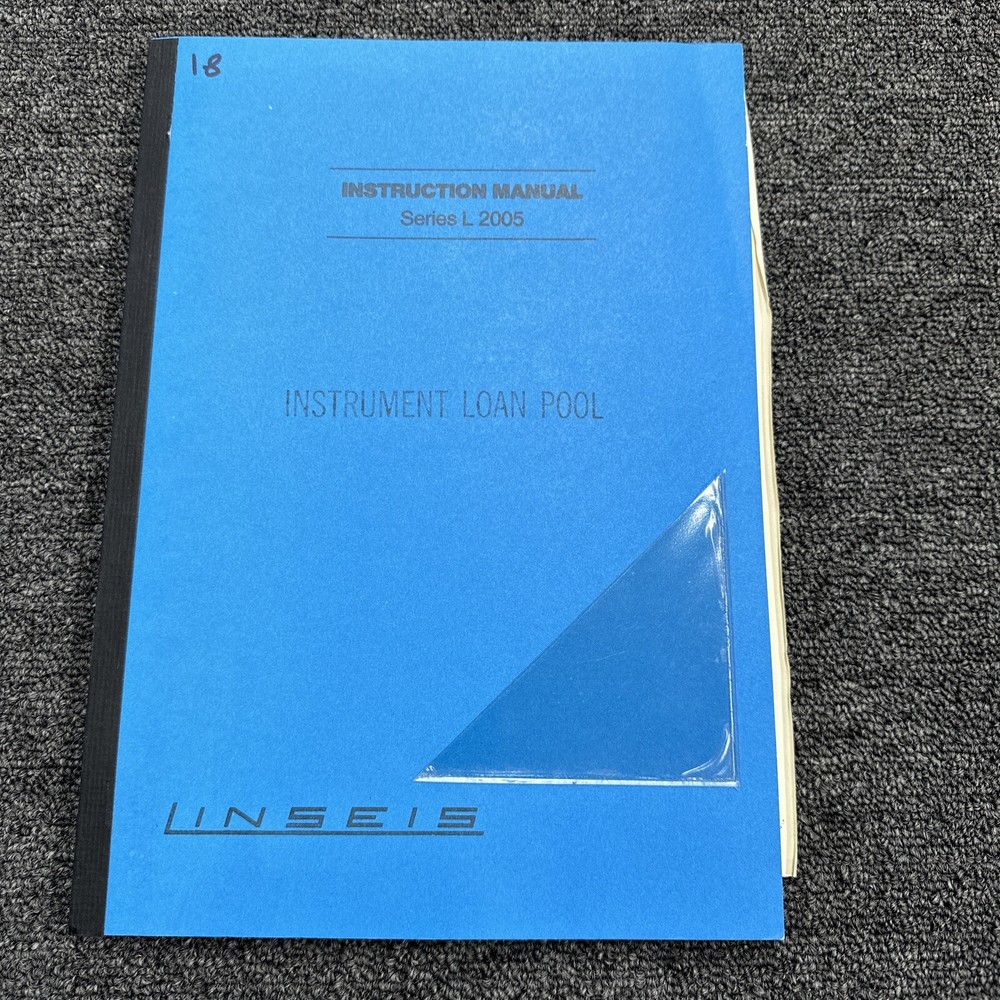 18
INSTRUCTION MANUAL
Series L 2005
INSTRUMENT LOAN POOL
LINSEIS